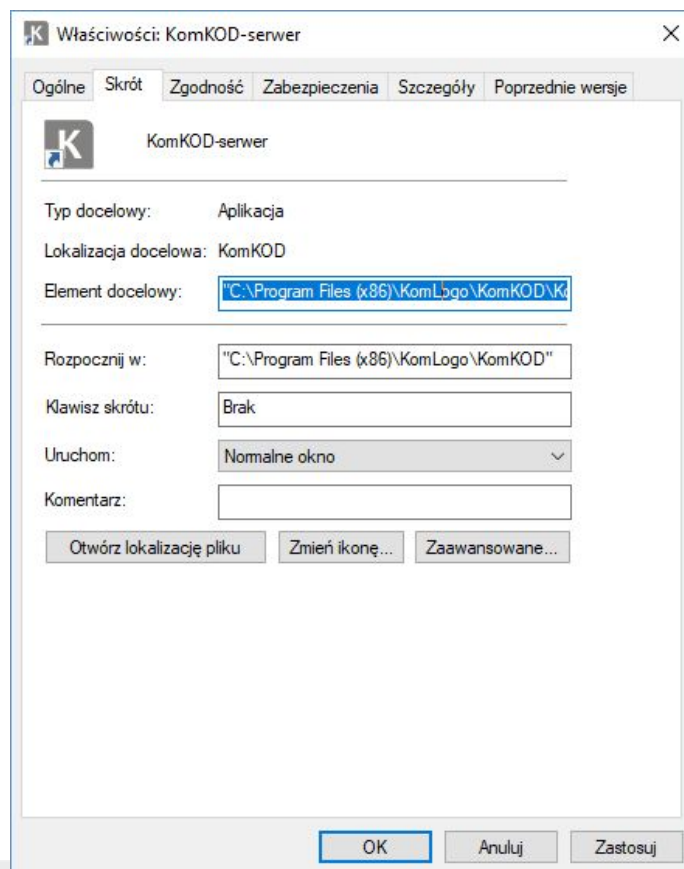 K Właściwości: KomKOD-serwer
Ogólne Skrót Zgodność Zabezpieczenia Szczegóły Poprzednie wersje
K KomKOD-serwer
Typ docelowy: Aplikacja
Lokalizacja docelowa: KomKOD
Element docelowy: "C:\Program Files (x86)\KomLogo\KomKOD\Ko
Rozpocznij w: "C:\Program Files (x86)\KomLogo\KomKOD"
Klawisz skrótu: Brak
Uruchom: Normalne okno
Komentarz:
Otwórz lokalizację pliku Zmień ikonę... Zaawansowane...
OK Anuluj Zastosuj